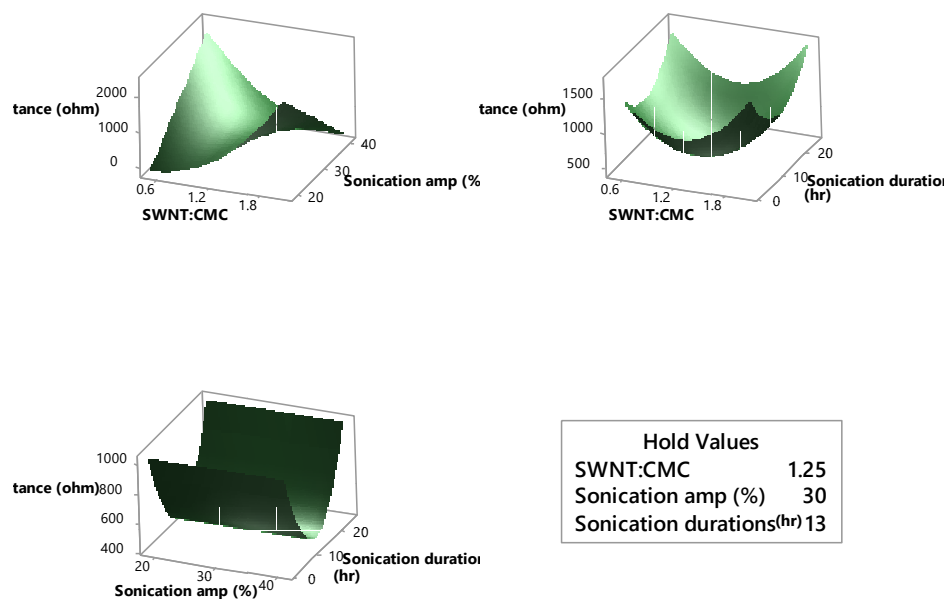 2000
tance (ohm)
1000
0
40
30
Sonication amp (%
20
0.6
1.2
1.8
SWNT:CMC
1500
tance (ohm)
1000
500
20
10
Sonication duration
(hr)
0
0.6
1.2
1.8
SWNT:CMC
1000
800
tance (ohm)
600
400
20
10
Sonication duration
(hr)
0
20
30
40
Sonication amp (%)
Hold Values
SWNT:CMC 1.25
Sonication amp (%) 30
Sonication durations(hr) 13